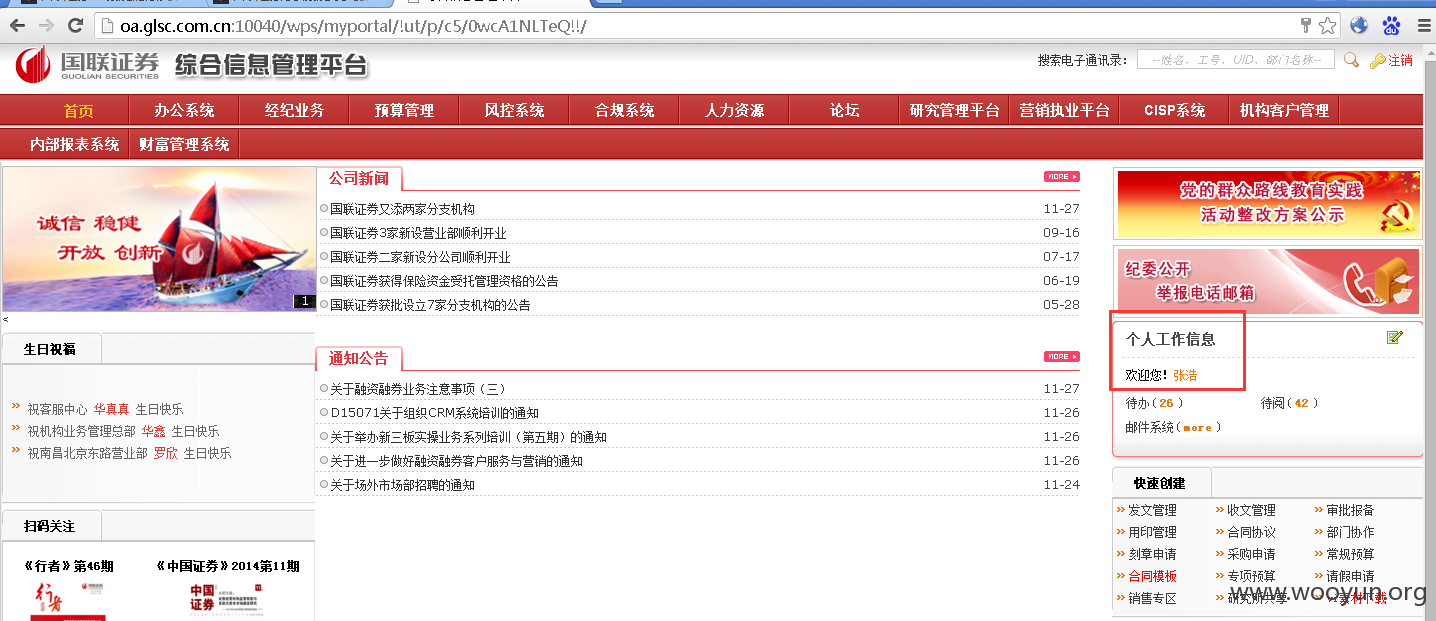 oa.glsc.com.cn:10040/wps/myportal/!ut/p/c5/0wcA1NLTeQ!!/
国联证券
GUOLIAN SECURITIES
综合信息管理平台
搜索电子通讯录：
--姓名、工号、UID、部门名称--
注销
首页 办公系统 经纪业务 预算管理 风控系统 合规系统 人力资源 论坛 研究管理平台 营销执业平台 CISP系统 机构客户管理
内部报表系统 财富管理系统
诚信 稳健
开放 创新
1
<
生日祝福
祝客服中心 华真真 生日快乐
祝机构业务管理总部 华鑫 生日快乐
祝南昌北京东路营业部 罗欣 生日快乐
扫码关注
《行者》第46期 《中国证券》2014第11期
行者
中国证券
公司新闻
MORE
国联证券又添两家分支机构 11-27
国联证券3家新设营业部顺利开业 09-16
国联证券二家新设分公司顺利开业 07-17
国联证券获得保险资金受托管理资格的公告 06-19
国联证券获批设立7家分支机构的公告 05-28
通知公告
MORE
关于融资融券业务注意事项（三） 11-27
D15071关于组织CRM系统培训的通知 11-26
关于举办新三板实操业务系列培训（第五期）的通知 11-26
关于进一步做好融资融券客户服务与营销的通知 11-26
关于场外市场部招聘的通知 11-24
党的群众路线教育实践
活动整改方案公示
纪委公开
举报电话邮箱
个人工作信息
欢迎您! 张浩
待办( 26 ) 待阅( 42 )
邮件系统( more )
快速创建
发文管理 收文管理 审批报备
用印管理 合同协议 部门协作
刻章申请 采购申请 常规预算
合同模板 专项预算 请假申请
销售专区 研究所共享 VI素材下载
www.wooyun.org